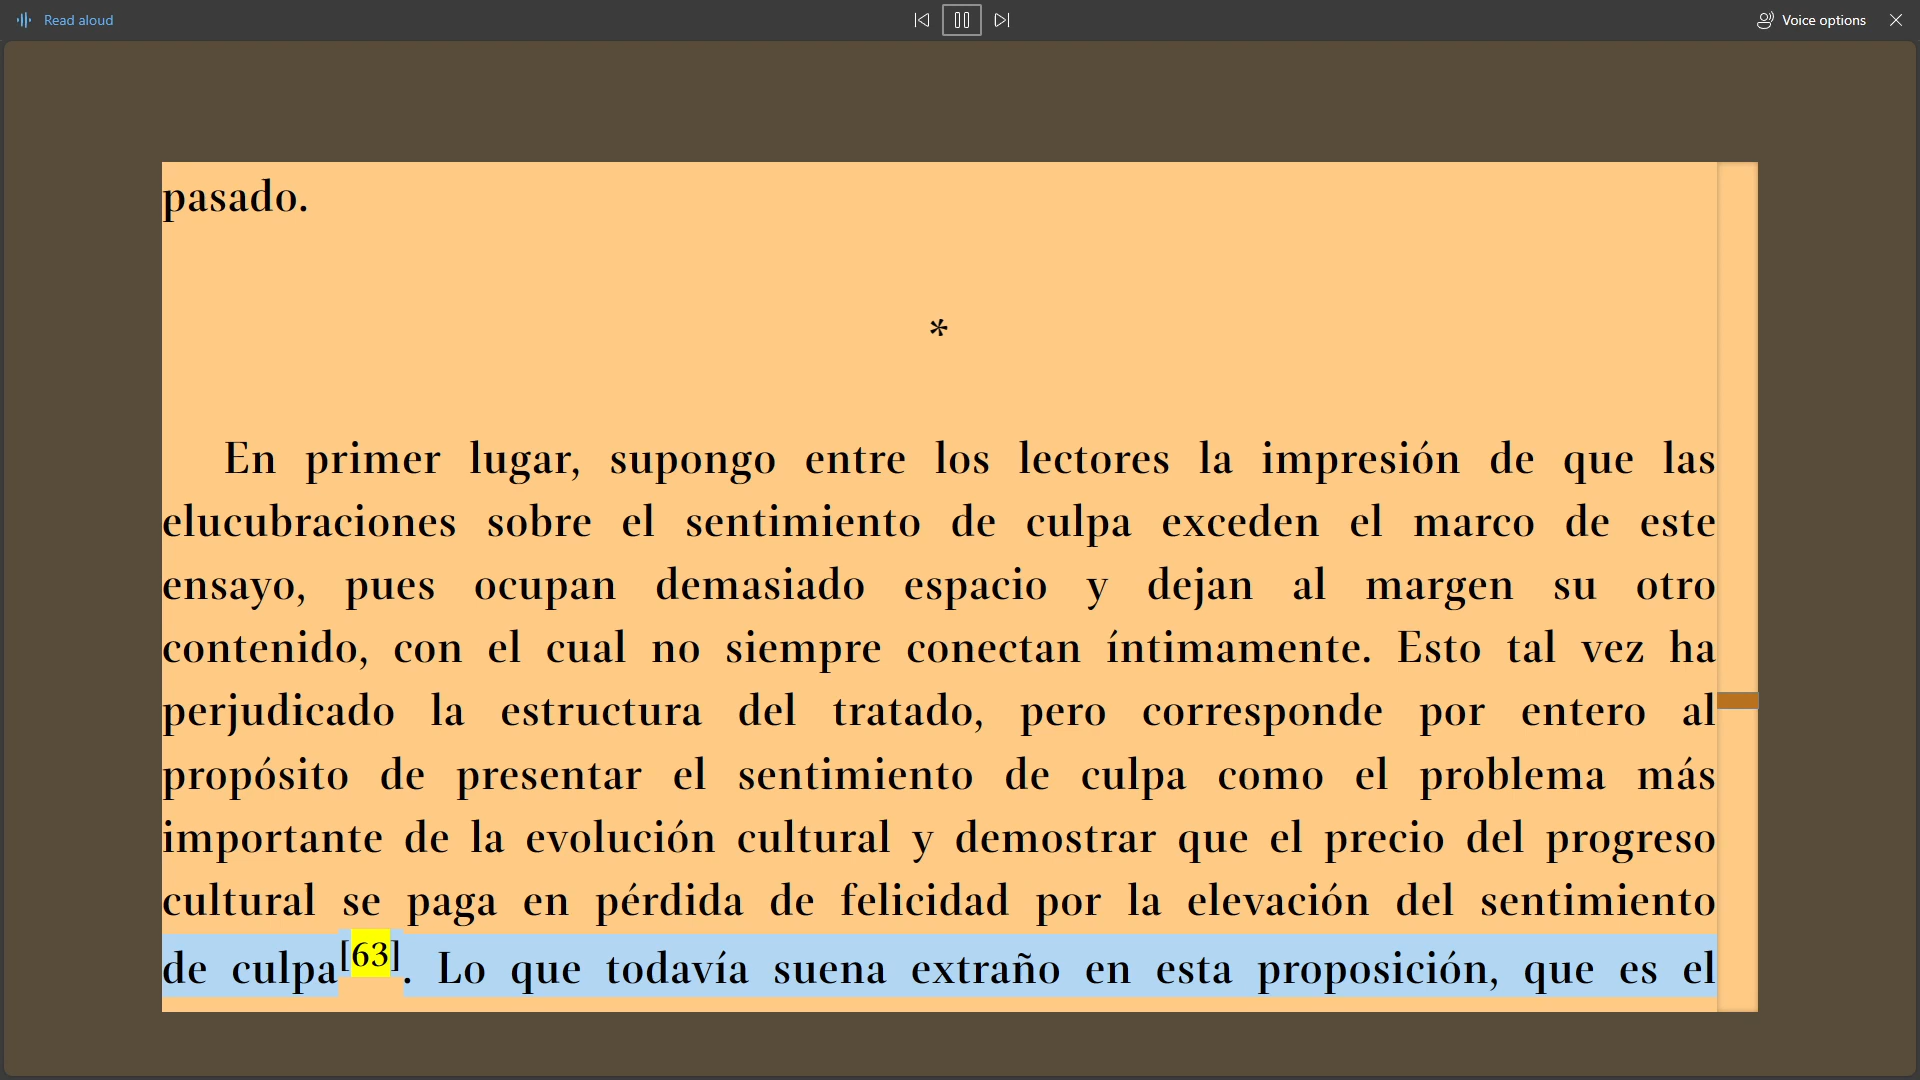 Read aloud
Voice options
pasado.
*
En primer lugar, supongo entre los lectores la impresión de que las
elucubraciones sobre el sentimiento de culpa exceden el marco de este
ensayo, pues ocupan demasiado espacio y dejan al margen su otro
contenido, con el cual no siempre conectan íntimamente. Esto tal vez ha
perjudicado la estructura del tratado, pero corresponde por entero al
propósito de presentar el sentimiento de culpa como el problema más
importante de la evolución cultural y demostrar que el precio del progreso
cultural se paga en pérdida de felicidad por la elevación del sentimiento
de culpa[63]. Lo que todavía suena extraño en esta proposición, que es el